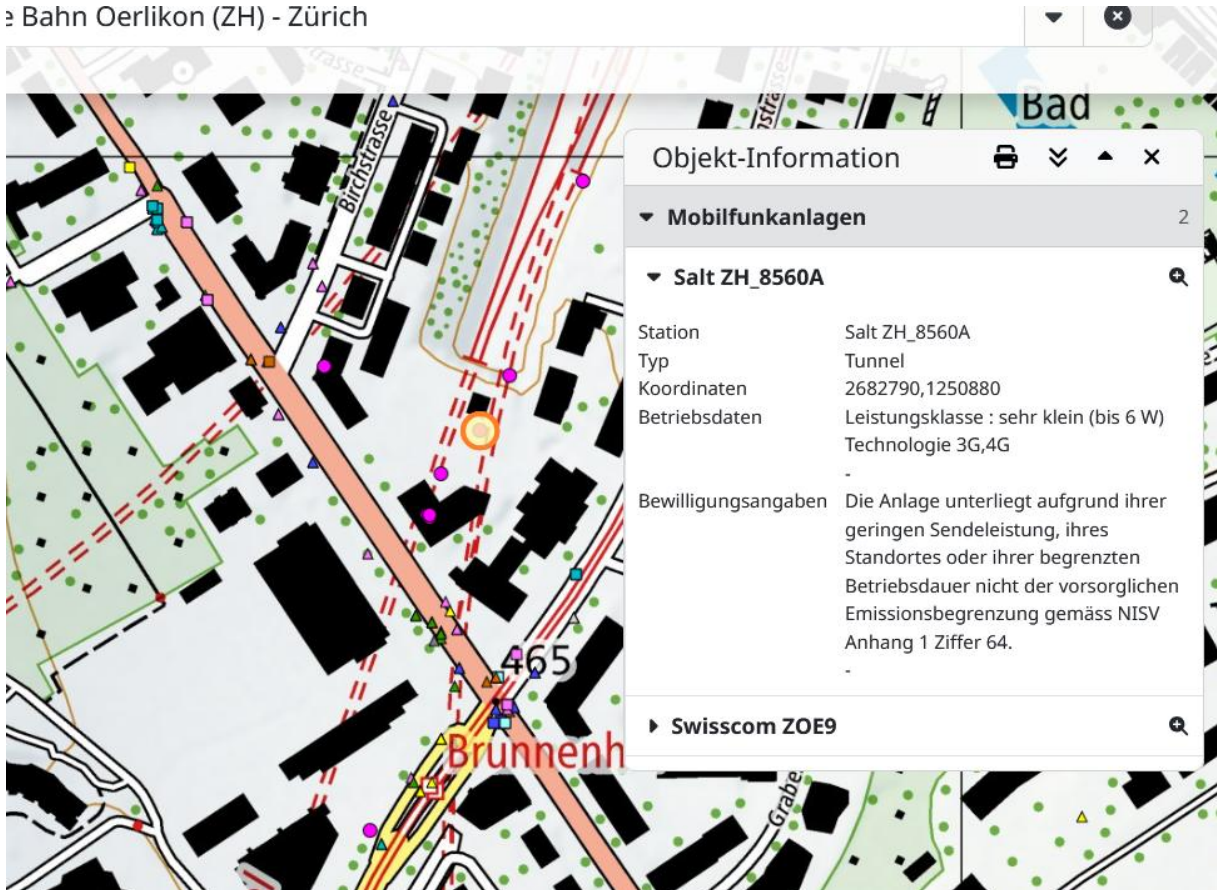 e Bahn Oerlikon (ZH) - Zürich
Bad
Birchstrasse
Objekt-Information
Mobilfunkanlagen 2
Salt ZH_8560A
Station Salt ZH_8560A
Typ Tunnel
Koordinaten 2682790,1250880
Betriebsdaten Leistungsklasse : sehr klein (bis 6 W)
Technologie 3G,4G
-
Bewilligungsangaben Die Anlage unterliegt aufgrund ihrer
geringen Sendeleistung, ihres
Standortes oder ihrer begrenzten
Betriebsdauer nicht der vorsorglichen
Emissionsbegrenzung gemäss NISV
Anhang 1 Ziffer 64.
-
465
Swisscom ZOE9
Brunnenh
Grabe